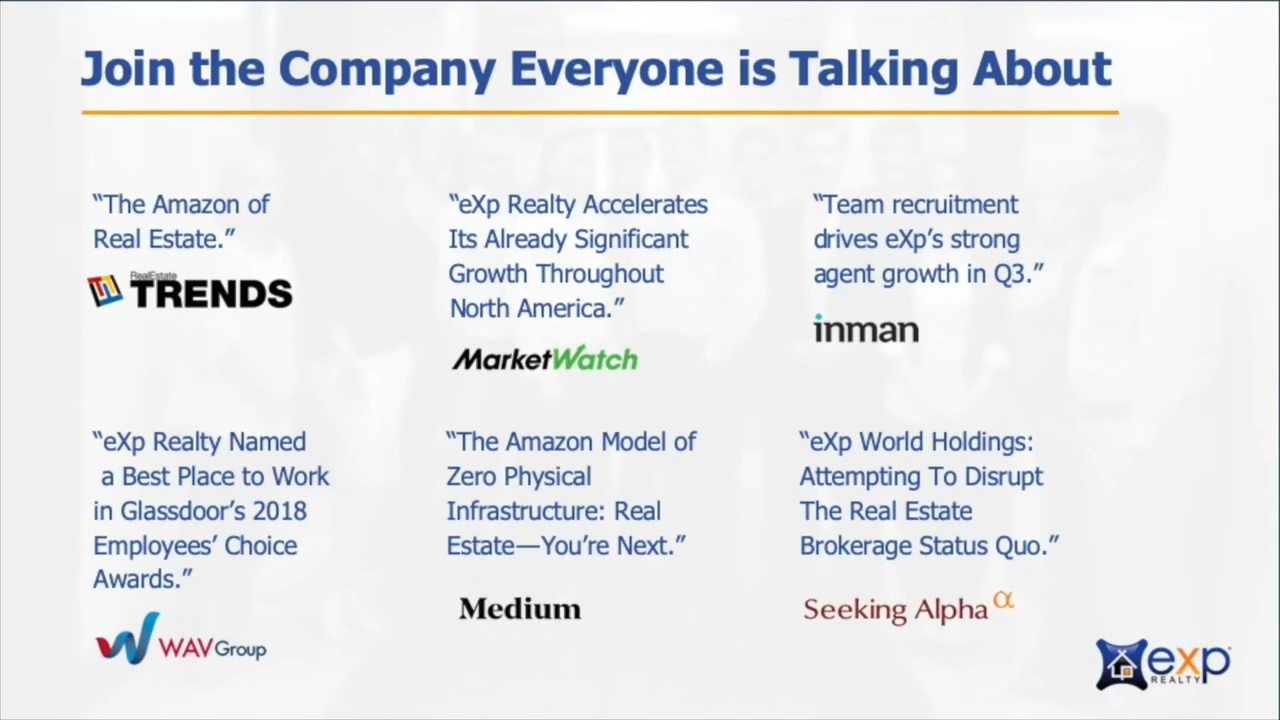 Join the Company Everyone is Talking About
“The Amazon of
Real Estate.”
RealEstate
TRENDS
“eXp Realty Accelerates
Its Already Significant
Growth Throughout
North America.”
MarketWatch
“Team recruitment
drives eXp’s strong
agent growth in Q3.”
inman
“eXp Realty Named
a Best Place to Work
in Glassdoor’s 2018
Employees’ Choice
Awards.”
WAV Group
“The Amazon Model of
Zero Physical
Infrastructure: Real
Estate—You’re Next.”
Medium
“eXp World Holdings:
Attempting To Disrupt
The Real Estate
Brokerage Status Quo.”
Seeking Alpha α
exp
REALTY